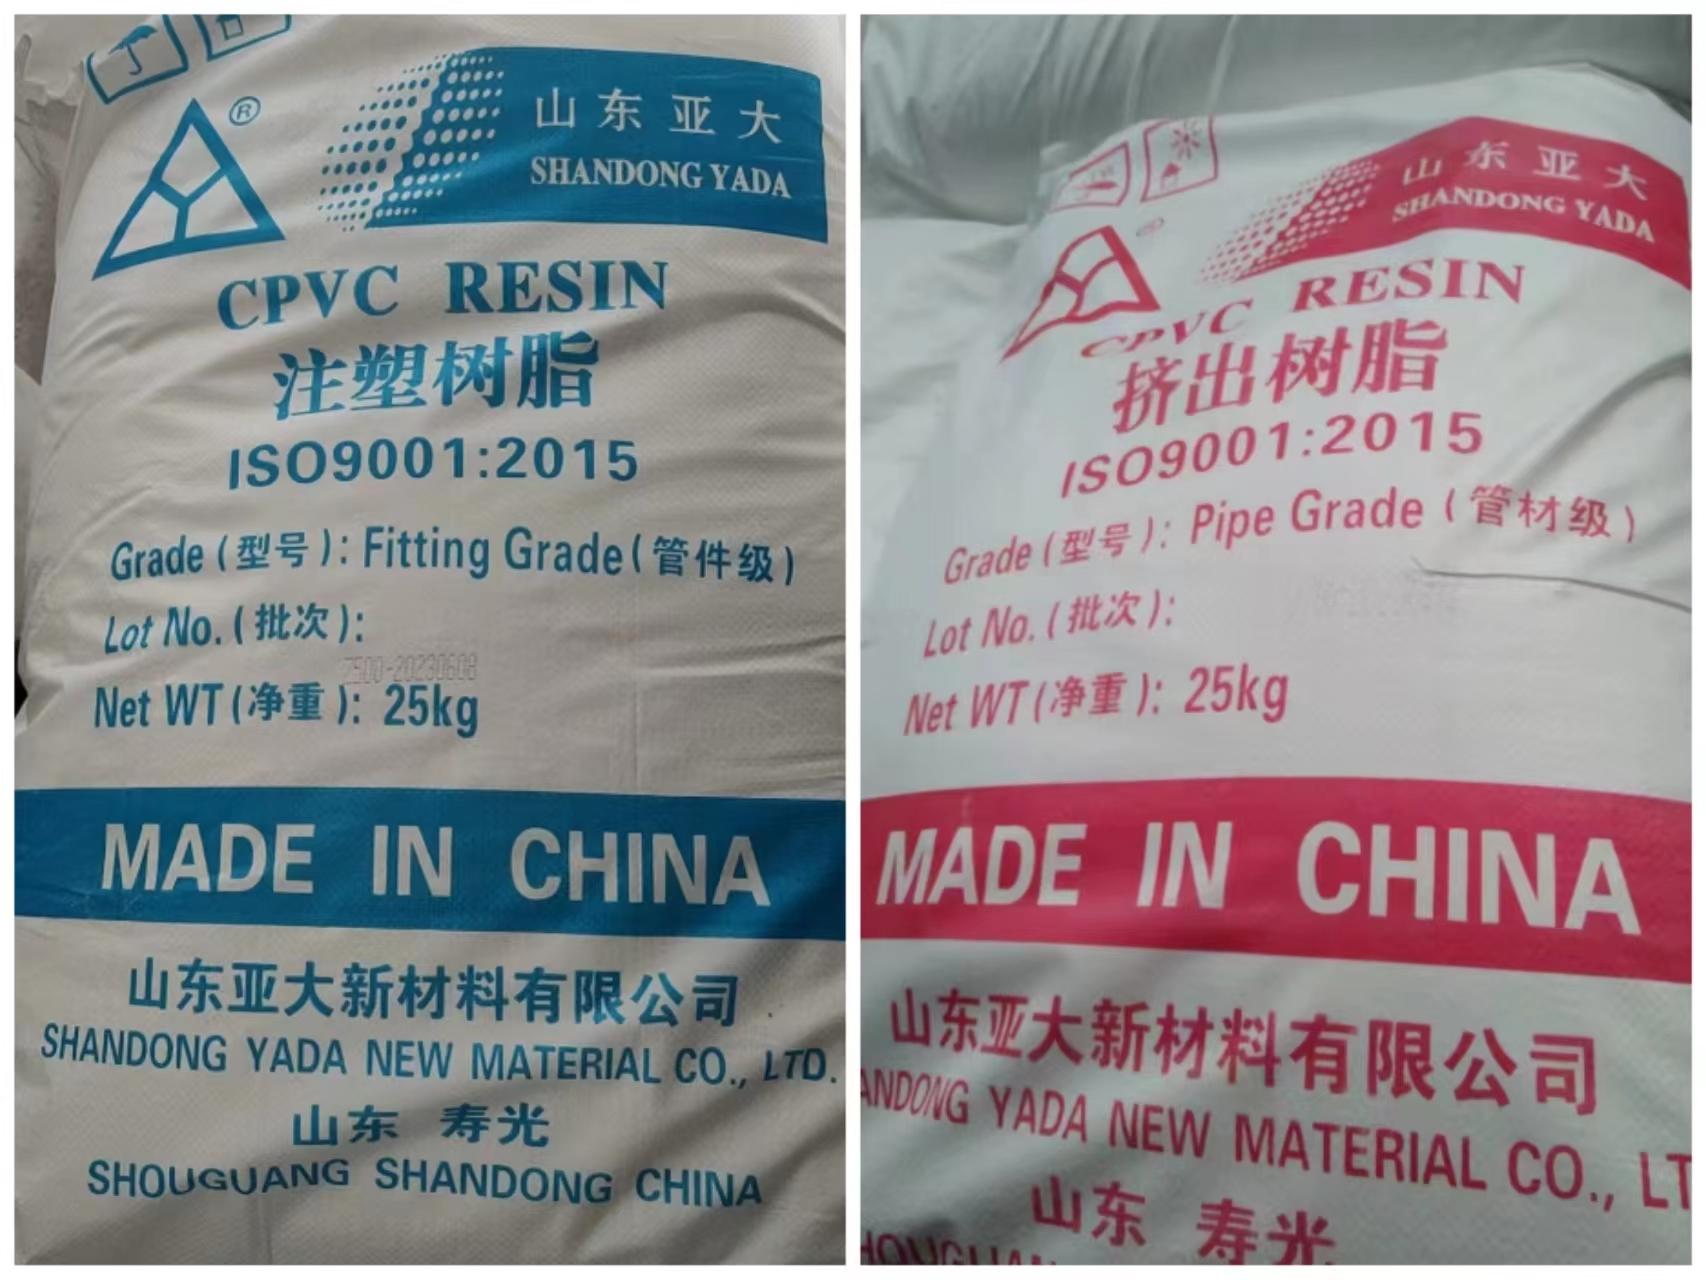 ®
山东亚大
SHANDONG YADA
CPVC RESIN
注塑树脂
ISO9001:2015
Grade(型号): Fitting Grade(管件级)
Lot No.(批次):
Net WT(净重): 25kg
MADE IN CHINA
山东亚大新材料有限公司
SHANDONG YADA NEW MATERIAL CO., LTD.
山东 寿光
SHOUGUANG SHANDONG CHINA
山东亚大
SHANDONG YADA
CPVC RESIN
挤出树脂
ISO9001:2015
Grade(型号): Pipe Grade(管材级)
Lot No.(批次):
Net WT(净重): 25kg
MADE IN CHINA
山东亚大新材料有限公司
ANDONG YADA NEW MATERIAL CO., LT
山东 寿光